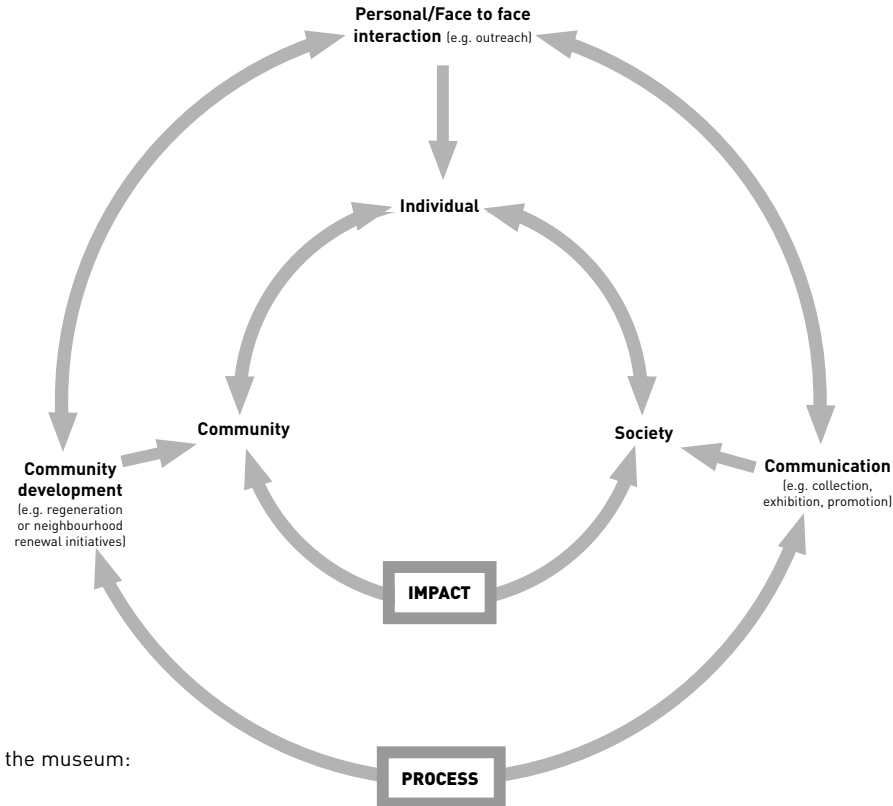 Personal/Face to face
interaction (e.g. outreach)
Individual
Community
Society
Community
development
(e.g. regeneration
or neighbourhood
renewal initiatives)
Communication
(e.g. collection,
exhibition, promotion)
IMPACT
the museum:
PROCESS